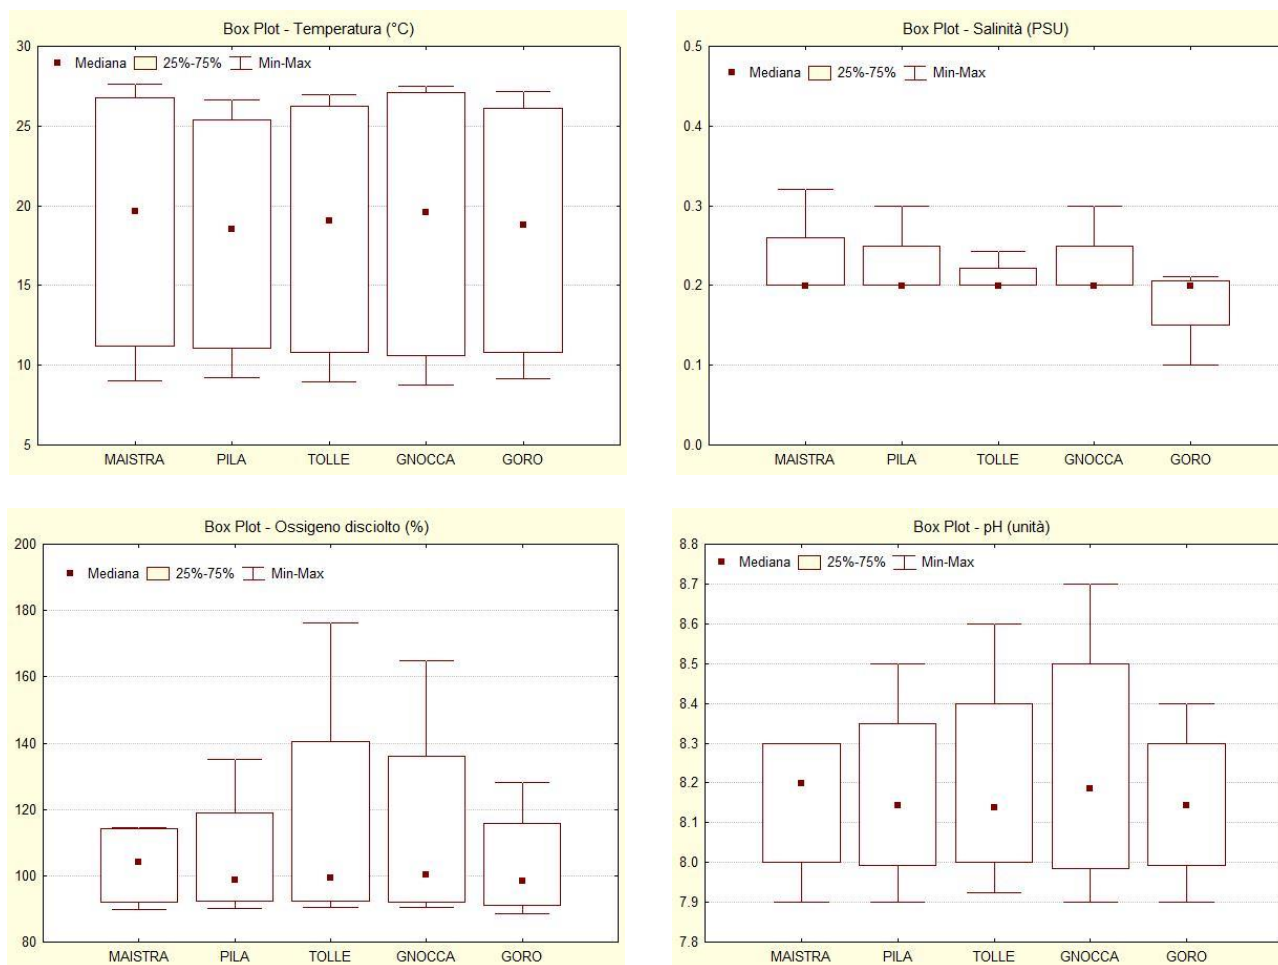 Box Plot - Temperatura (°C)
30
Mediana 25%-75% Min-Max
25
20
15
10
5
MAISTRA PILA TOLLE GNOCCA GORO
Box Plot - Salinità (PSU)
0.5
Mediana 25%-75% Min-Max
0.4
0.3
0.2
0.1
0.0
MAISTRA PILA TOLLE GNOCCA GORO
Box Plot - Ossigeno disciolto (%)
200
Mediana 25%-75% Min-Max
180
160
140
120
100
80
MAISTRA PILA TOLLE GNOCCA GORO
Box Plot - pH (unità)
8.8
Mediana 25%-75% Min-Max
8.7
8.6
8.5
8.4
8.3
8.2
8.1
8.0
7.9
7.8
MAISTRA PILA TOLLE GNOCCA GORO